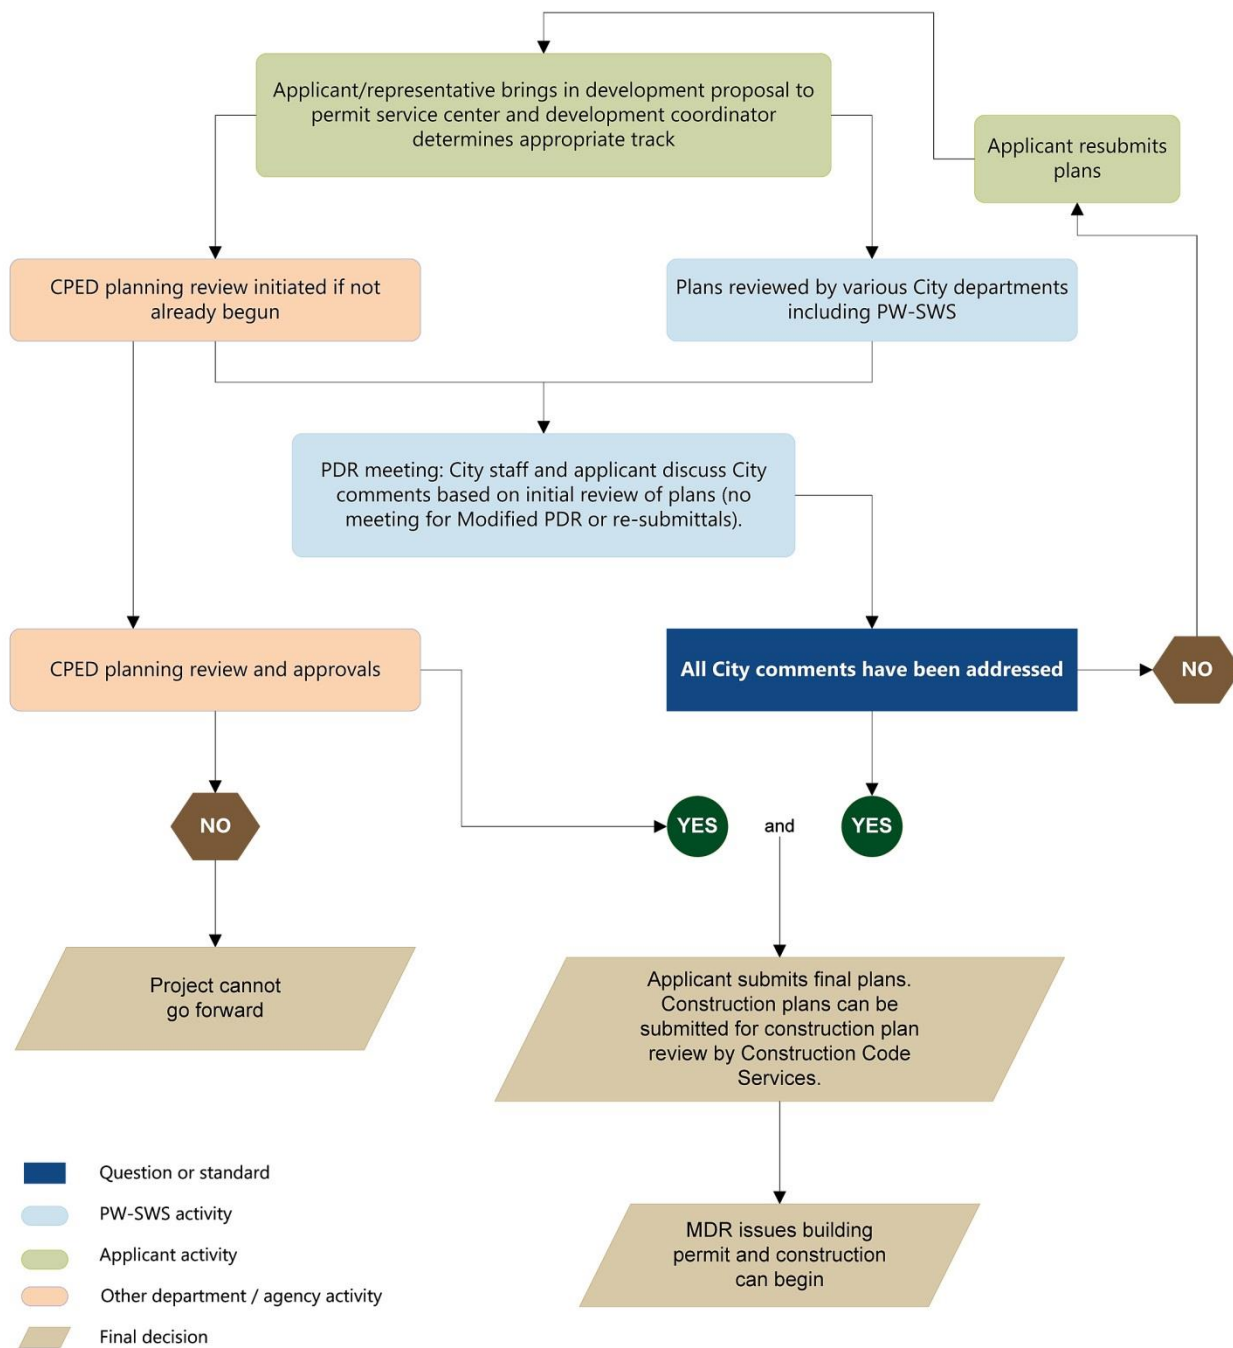 Applicant/representative brings in development proposal to
permit service center and development coordinator
determines appropriate track
Applicant resubmits
plans
CPED planning review initiated if not
already begun
Plans reviewed by various City departments
including PW-SWS
PDR meeting: City staff and applicant discuss City
comments based on initial review of plans (no
meeting for Modified PDR or re-submittals).
CPED planning review and approvals
All City comments have been addressed
NO
NO
YES
and
YES
Project cannot
go forward
Applicant submits final plans.
Construction plans can be
submitted for construction plan
review by Construction Code
Services.
MDR issues building
permit and construction
can begin
Question or standard
PW-SWS activity
Applicant activity
Other department / agency activity
Final decision